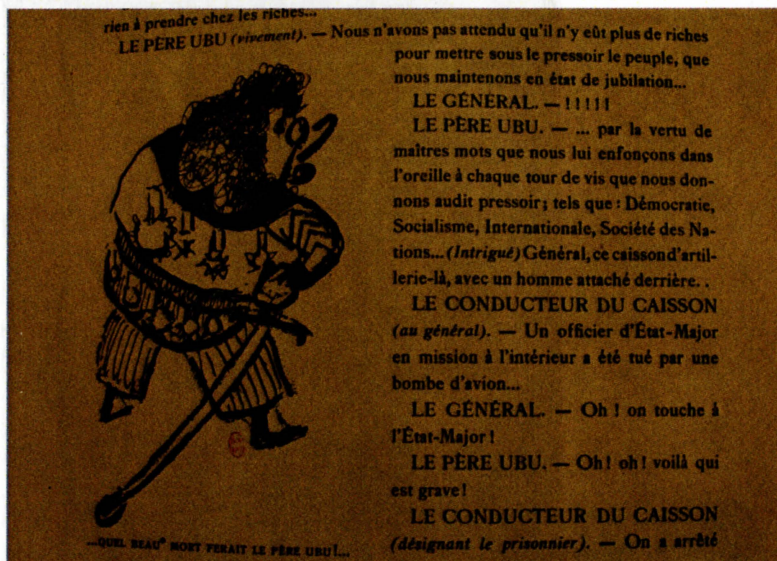 rien à prendre chez les riches...
LE PÈRE UBU (vivement). — Nous n'avons pas attendu qu'il n'y eût plus de riches
pour mettre sous le pressoir le peuple, que
nous maintenons en état de jubilation...
LE GÉNÉRAL. — !!!!!
LE PÈRE UBU. — ... par la vertu de
maîtres mots que nous lui enfonçons dans
l'oreille à chaque tour de vis que nous don-
nons audit pressoir; tels que : Démocratie,
Socialisme, Internationale, Société des Na-
tions... (Intrigué) Général, ce caisson d'artil-
lerie-là, avec un homme attaché derrière. .
LE CONDUCTEUR DU CAISSON
(au général). — Un officier d'État-Major
en mission à l'intérieur a été tué par une
bombe d'avion...
LE GÉNÉRAL. — Oh ! on touche à
l'État-Major !
LE PÈRE UBU. — Oh! oh! voilà qui
est grave!
LE CONDUCTEUR DU CAISSON
(désignant le prisonnier). — On a arrêté
...QUEL BEAU MORT FERAIT LE PÈRE UBU!...